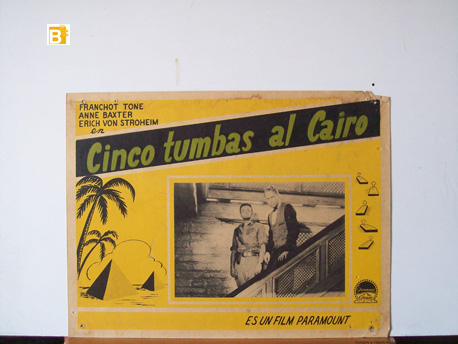 B
FRANCHOT TONE
ANNE BAXTER
ERICH VON STROHEIM
en
Cinco tumbas al Cairo
ES UN FILM PARAMOUNT